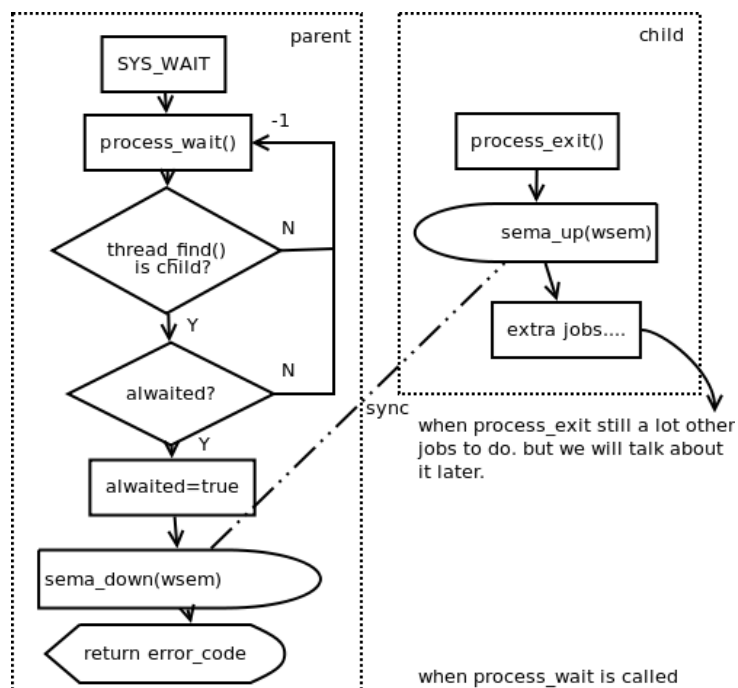 parent
SYS_WAIT
-1
process_wait()
thread_find()
is child?
N
Y
alwaited?
N
Y
alwaited=true
sema_down(wsem)
return error_code
sync
child
process_exit()
sema_up(wsem)
extra jobs....
when process_exit still a lot other
jobs to do. but we will talk about
it later.
when process_wait is called